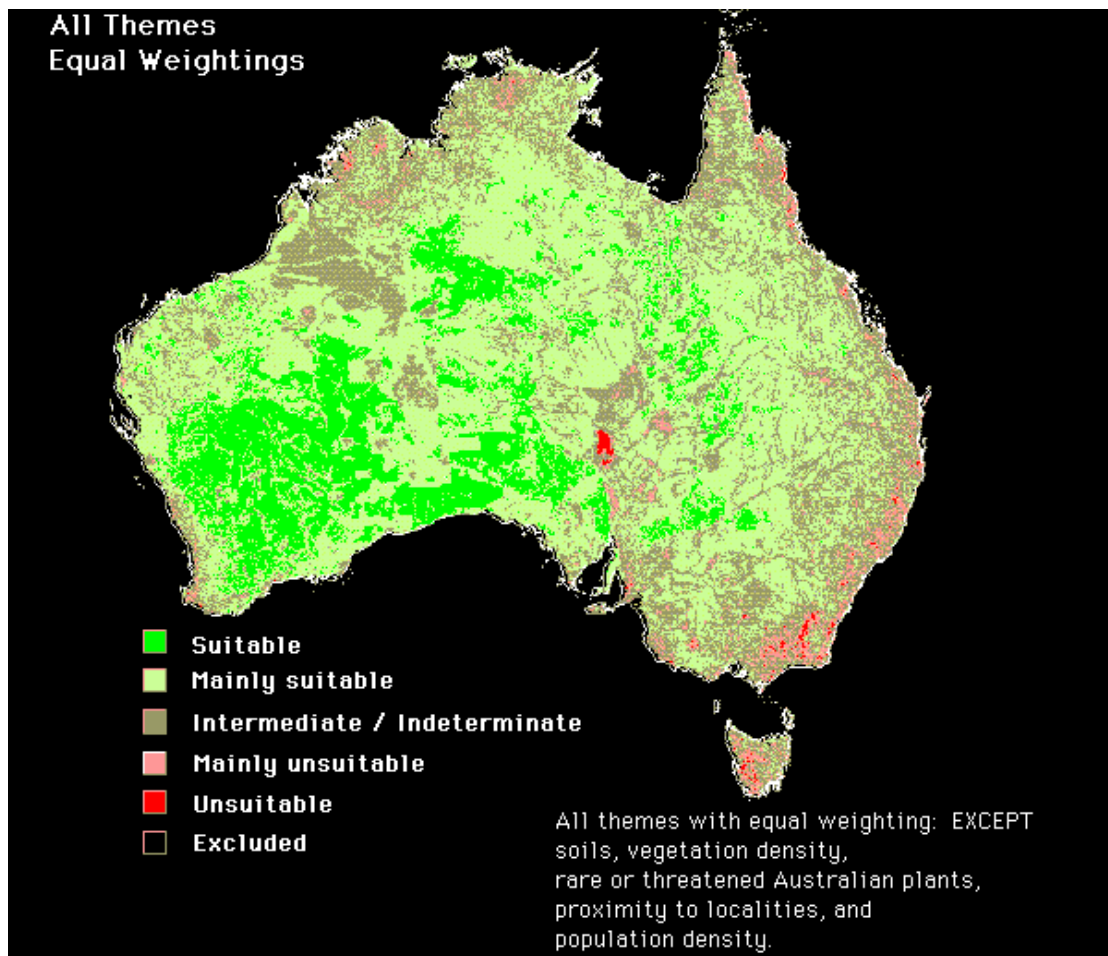 All Themes
Equal Weightings
Suitable
Mainly suitable
Intermediate / Indeterminate
Mainly unsuitable
Unsuitable
Excluded
All themes with equal weighting: EXCEPT
soils, vegetation density,
rare or threatened Australian plants,
proximity to localities, and
population density.